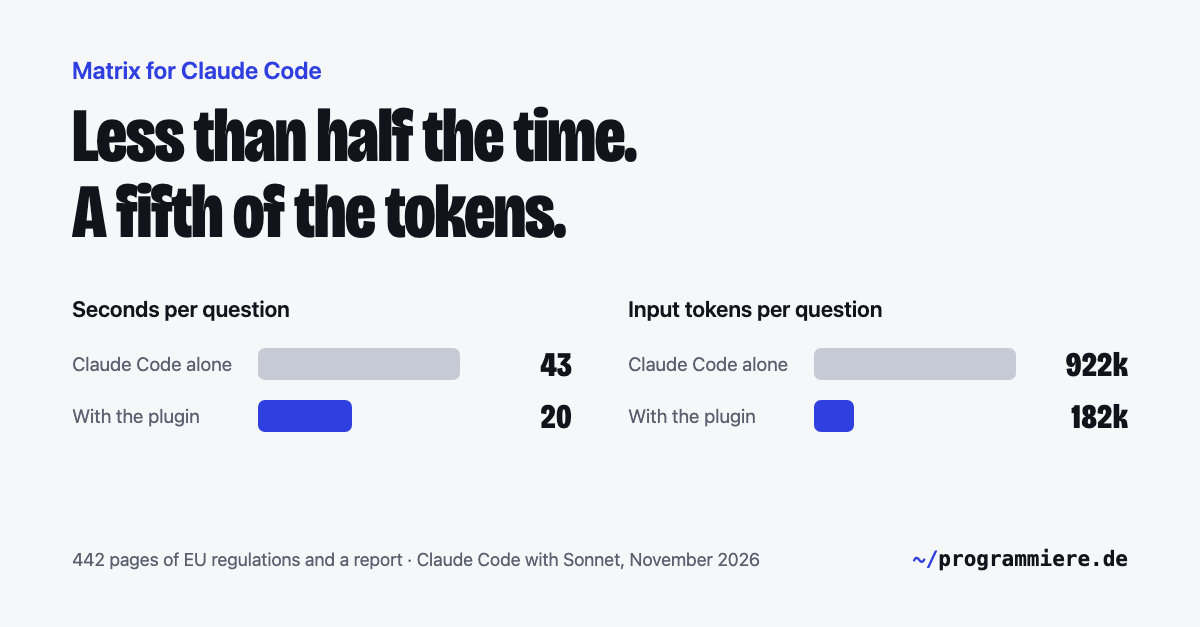 Matrix for Claude Code
Less than half the time.
A fifth of the tokens.
Seconds per question
Claude Code alone 43
With the plugin 20
Input tokens per question
Claude Code alone 922k
With the plugin 182k
442 pages of EU regulations and a report · Claude Code with Sonnet, November 2026
~/programmiere.de